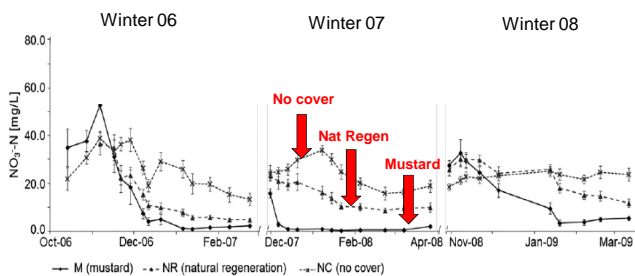 Winter 06 Winter 07 Winter 08
NO₃-N [mg/L]
80.0
60.0
40.0
20.0
0.0
No cover
Nat Regen
Mustard
Oct-06 Dec-06 Feb-07 Dec-07 Feb-08 Apr-08 Nov-08 Jan-09 Mar-09
M (mustard) NR (natural regeneration) NC (no cover)